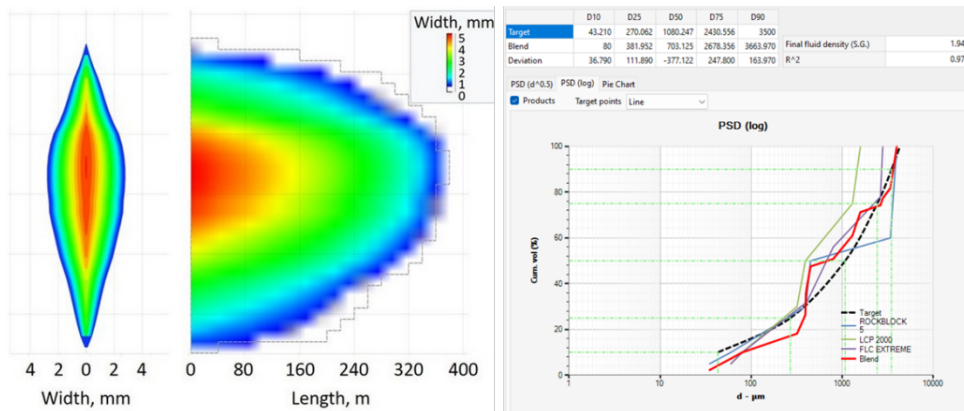 Width, mm
5
4
3
2
1
0
4 2 0 2 4
Width, mm
0 80 160 240 320 400
Length, m
D10 D25 D50 D75 D90
Target 43.210 270.062 1080.247 2430.556 3500
Blend 80 381.952 703.125 2678.356 3663.970
Deviation 36.790 111.890 -377.122 247.800 163.970
Final fluid density (S.G.) 1.94
R^2 0.97
PSD (d^0.5) PSD (log) Pie Chart
Products Target points Line
PSD (log)
Cum. vol (%)
100
80
60
40
20
0
1 10 100 1000 10000
d - μm
Target
ROCKBLOCK
5
LCP 2000
FLC EXTREME
Blend